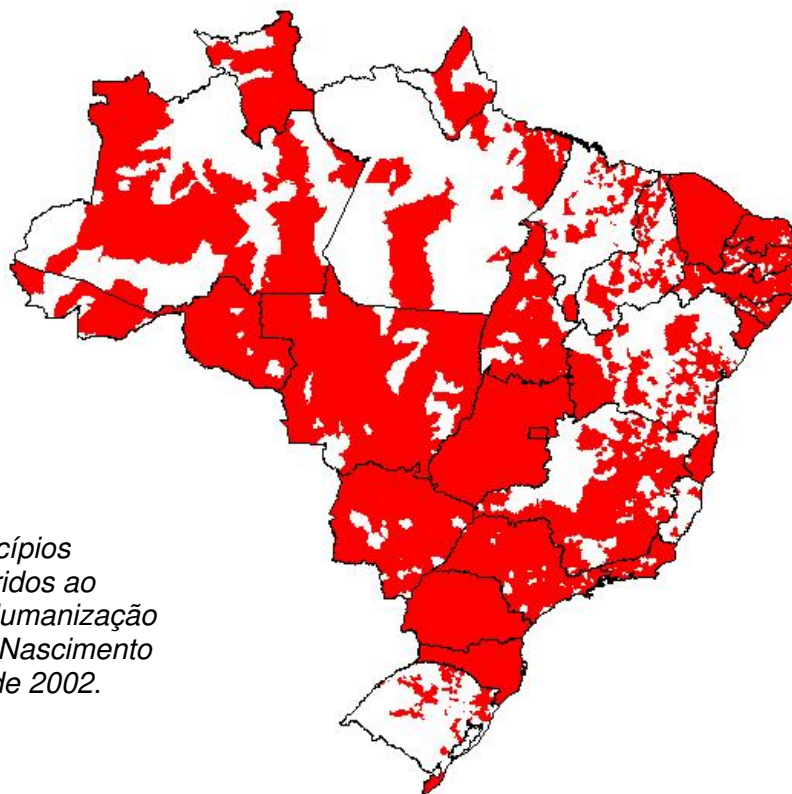 cípios
ridos ao
umanização
Nascimento
de 2002.